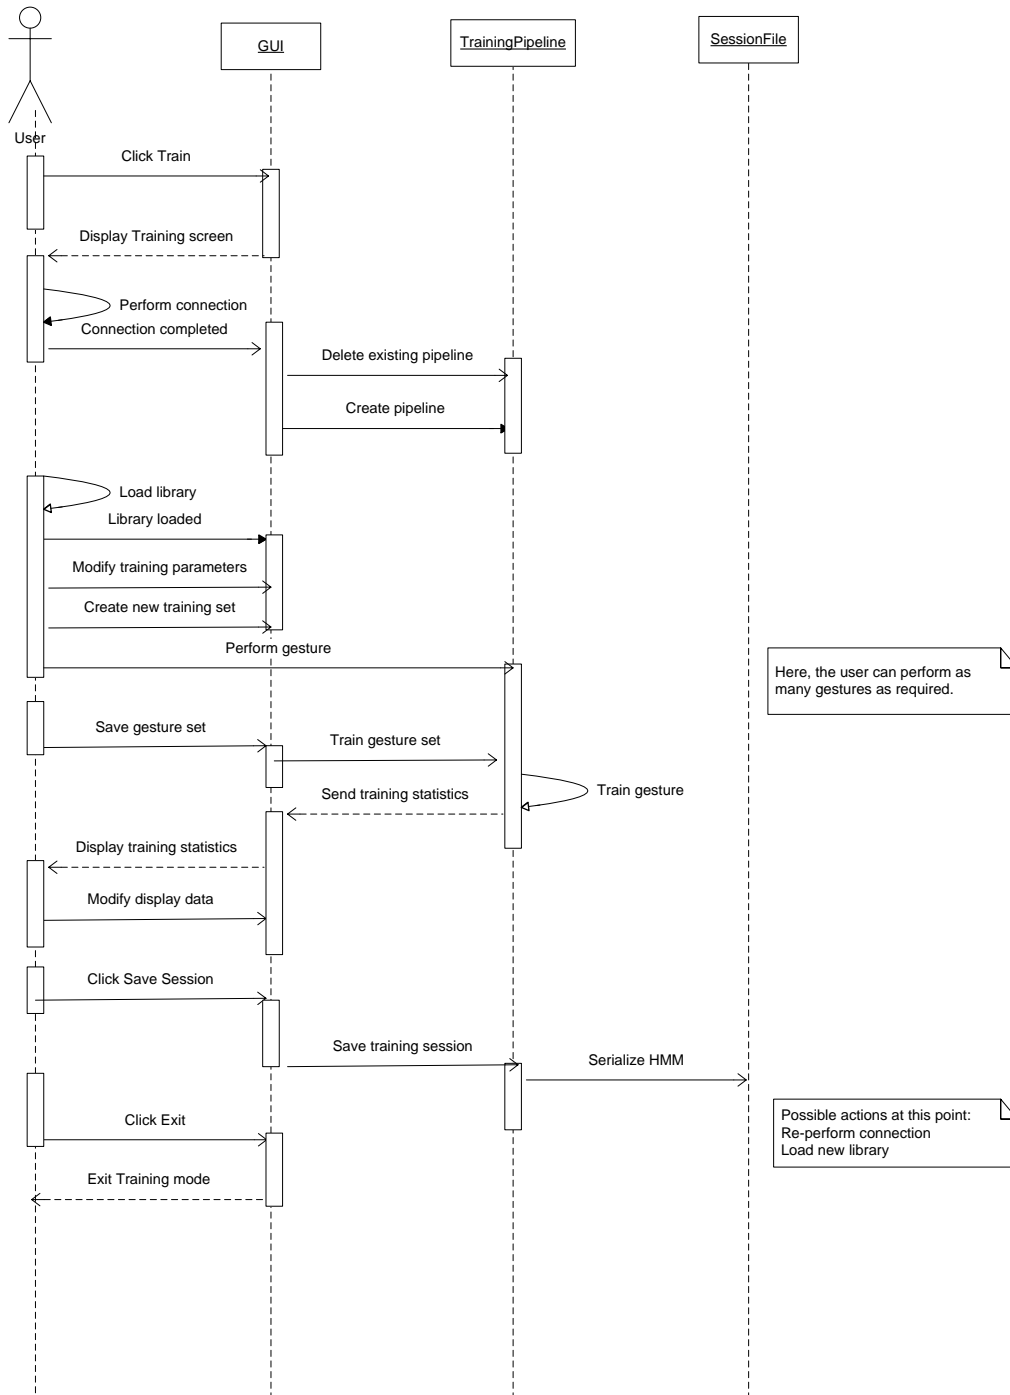 User
GUI
TrainingPipeline
SessionFile
Click Train
Display Training screen
Perform connection
Connection completed
Delete existing pipeline
Create pipeline
Load library
Library loaded
Modify training parameters
Create new training set
Perform gesture
Here, the user can perform as
many gestures as required.
Save gesture set
Train gesture set
Train gesture
Send training statistics
Display training statistics
Modify display data
Click Save Session
Save training session
Serialize HMM
Click Exit
Possible actions at this point:
Re-perform connection
Load new library
Exit Training mode